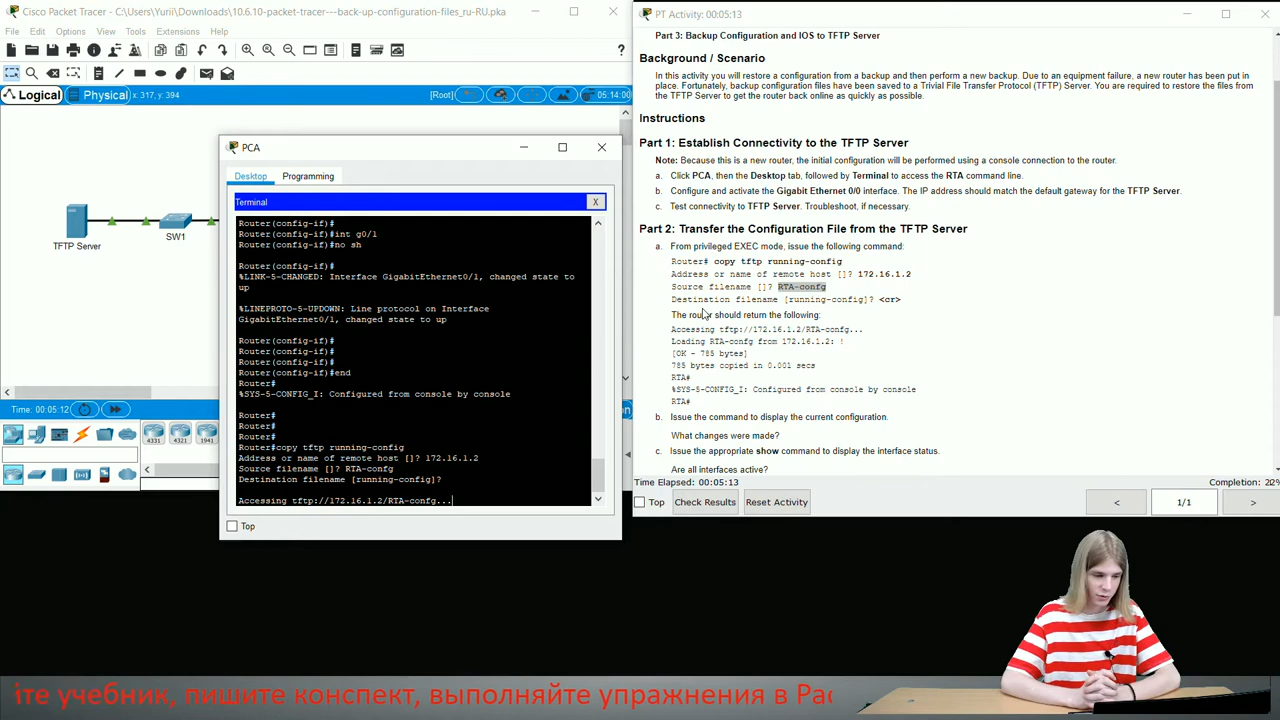 Cisco Packet Tracer - C:\Users\Yurii\Downloads\10.6.10-packet-tracer---back-up-configuration-files_ru-RU.pka
File Edit Options View Tools Extensions Help
?
Logical Physical x: 317, y: 394 [Root] 05:14:00
TFTP Server
SW1
Time: 00:05:12
4331 4321 1941
PCA
Desktop Programming
Terminal X
Router(config-if)#
Router(config-if)#int g0/1
Router(config-if)#no sh
Router(config-if)#
%LINK-5-CHANGED: Interface GigabitEthernet0/1, changed state to
up
%LINEPROTO-5-UPDOWN: Line protocol on Interface
GigabitEthernet0/1, changed state to up
Router(config-if)#
Router(config-if)#
Router(config-if)#
Router(config-if)#end
Router#
%SYS-5-CONFIG_I: Configured from console by console
Router#
Router#
Router#
Router#copy tftp running-config
Address or name of remote host []? 172.16.1.2
Source filename []? RTA-confg
Destination filename [running-config]?
Accessing tftp://172.16.1.2/RTA-confg...
Top
PT Activity: 00:05:13
Part 3: Backup Configuration and IOS to TFTP Server
Background / Scenario
In this activity you will restore a configuration from a backup and then perform a new backup. Due to an equipment failure, a new router has been put in
place. Fortunately, backup configuration files have been saved to a Trivial File Transfer Protocol (TFTP) Server. You are required to restore the files from
the TFTP Server to get the router back online as quickly as possible.
Instructions
Part 1: Establish Connectivity to the TFTP Server
Note: Because this is a new router, the initial configuration will be performed using a console connection to the router.
a. Click PCA, then the Desktop tab, followed by Terminal to access the RTA command line.
b. Configure and activate the Gigabit Ethernet 0/0 interface. The IP address should match the default gateway for the TFTP Server.
c. Test connectivity to TFTP Server. Troubleshoot, if necessary.
Part 2: Transfer the Configuration File from the TFTP Server
a. From privileged EXEC mode, issue the following command:
Router# copy tftp running-config
Address or name of remote host []? 172.16.1.2
Source filename []? RTA-confg
Destination filename [running-config]? <cr>
The router should return the following:
Accessing tftp://172.16.1.2/RTA-confg...
Loading RTA-confg from 172.16.1.2: !
[OK - 785 bytes]
785 bytes copied in 0.001 secs
RTA#
%SYS-5-CONFIG_I: Configured from console by console
RTA#
b. Issue the command to display the current configuration.
What changes were made?
c. Issue the appropriate show command to display the interface status.
Are all interfaces active?
Time Elapsed: 00:05:13 Completion: 22%
Top Check Results Reset Activity < 1/1 >
йте учебник, пишите конспект, выполняйте упражнения в Pac